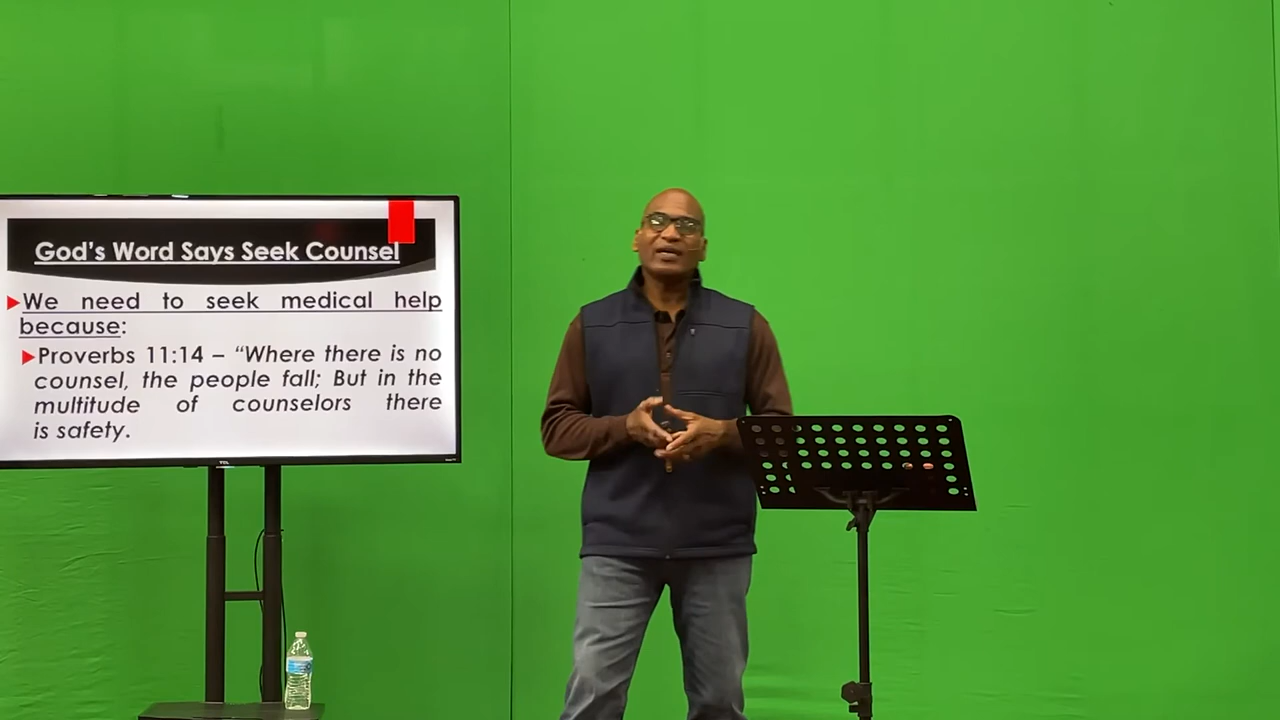 God's Word Says Seek Counsel
►We need to seek medical help
because:
►Proverbs 11:14 – “Where there is no
counsel, the people fall; But in the
multitude of counselors there
is safety.
TCL